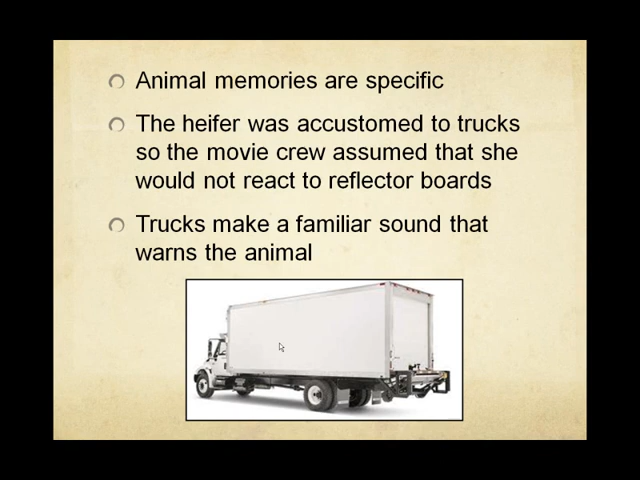 Animal memories are specific
The heifer was accustomed to trucks
so the movie crew assumed that she
would not react to reflector boards
Trucks make a familiar sound that
warns the animal